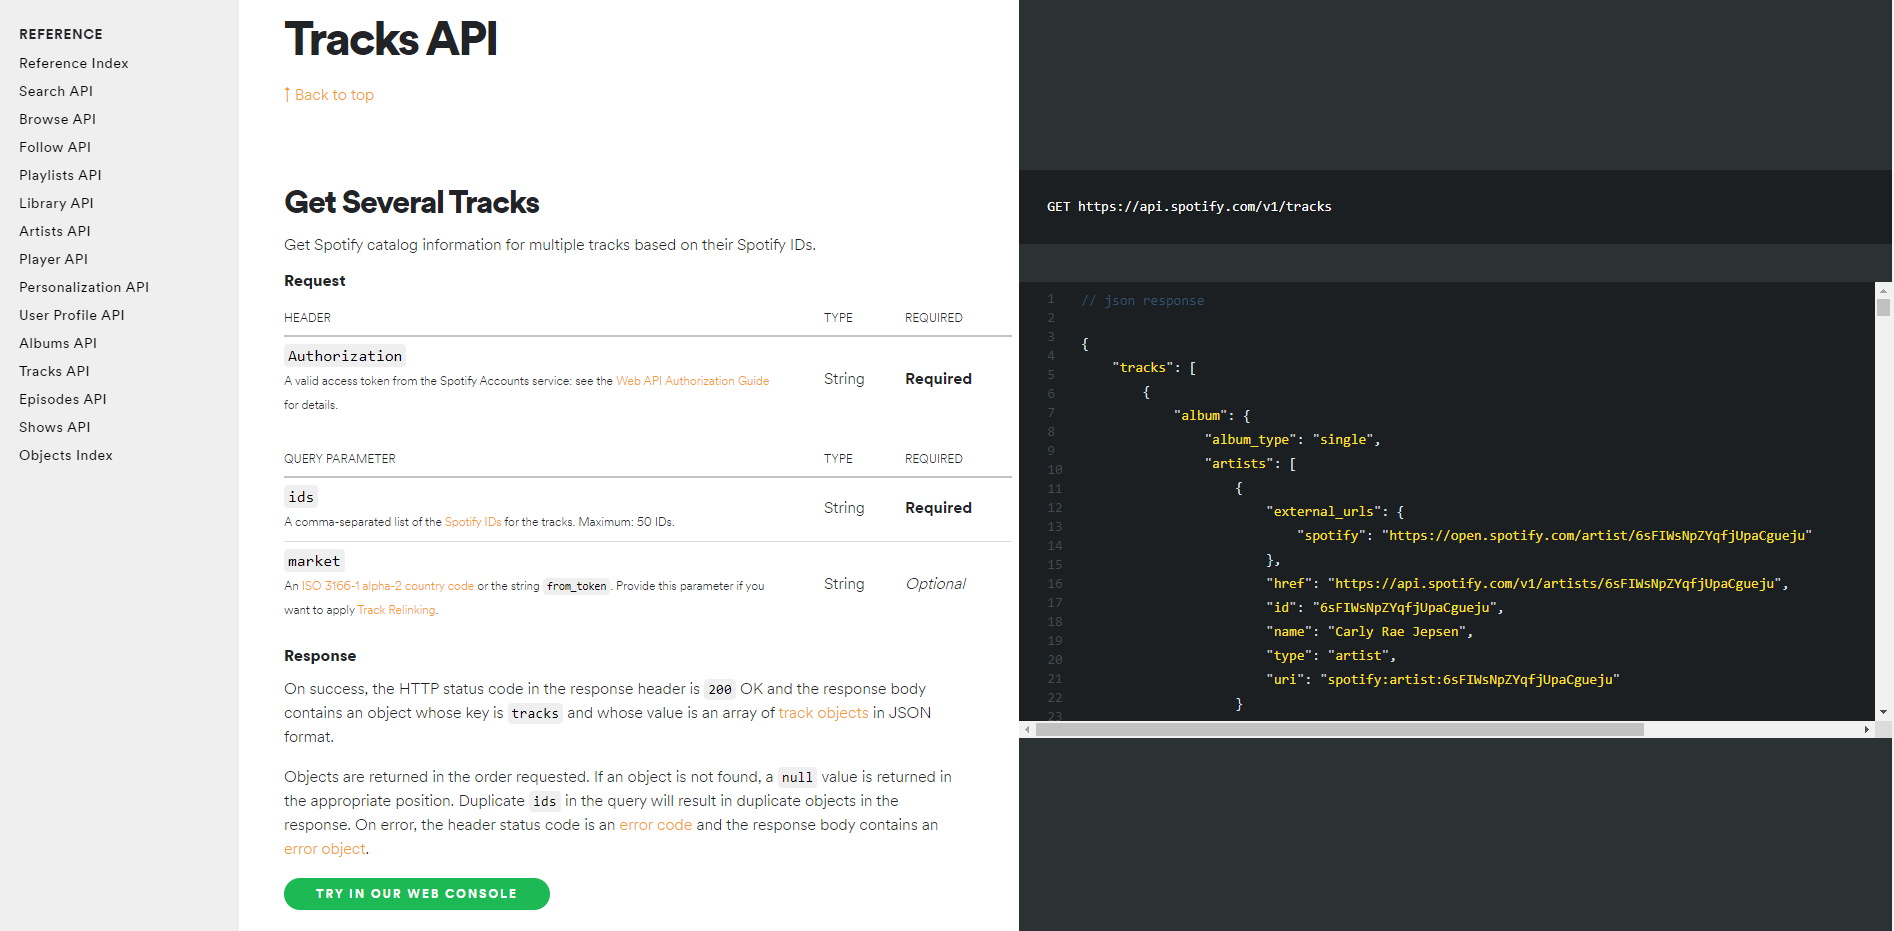 REFERENCE
Reference Index
Search API
Browse API
Follow API
Playlists API
Library API
Artists API
Player API
Personalization API
User Profile API
Albums API
Tracks API
Episodes API
Shows API
Objects Index
Tracks API
↑ Back to top
Get Several Tracks
Get Spotify catalog information for multiple tracks based on their Spotify IDs.
Request
HEADER TYPE REQUIRED
Authorization
A valid access token from the Spotify Accounts service: see the Web API Authorization Guide
for details.
String Required
QUERY PARAMETER TYPE REQUIRED
ids
A comma-separated list of the Spotify IDs for the tracks. Maximum: 50 IDs.
String Required
market
An ISO 3166-1 alpha-2 country code or the string from_token. Provide this parameter if you
want to apply Track Relinking.
String Optional
Response
On success, the HTTP status code in the response header is 200 OK and the response body
contains an object whose key is tracks and whose value is an array of track objects in JSON
format.
Objects are returned in the order requested. If an object is not found, a null value is returned in
the appropriate position. Duplicate ids in the query will result in duplicate objects in the
response. On error, the header status code is an error code and the response body contains an
error object.
TRY IN OUR WEB CONSOLE
GET https://api.spotify.com/v1/tracks
1
2
3
4
5
6
7
8
9
10
11
12
13
14
15
16
17
18
19
20
21
22
23
// json response
{
"tracks": [
{
"album": {
"album_type": "single",
"artists": [
{
"external_urls": {
"spotify": "https://open.spotify.com/artist/6sFIWsNpZYqfjUpaCgueju"
},
"href": "https://api.spotify.com/v1/artists/6sFIWsNpZYqfjUpaCgueju",
"id": "6sFIWsNpZYqfjUpaCgueju",
"name": "Carly Rae Jepsen",
"type": "artist",
"uri": "spotify:artist:6sFIWsNpZYqfjUpaCgueju"
}